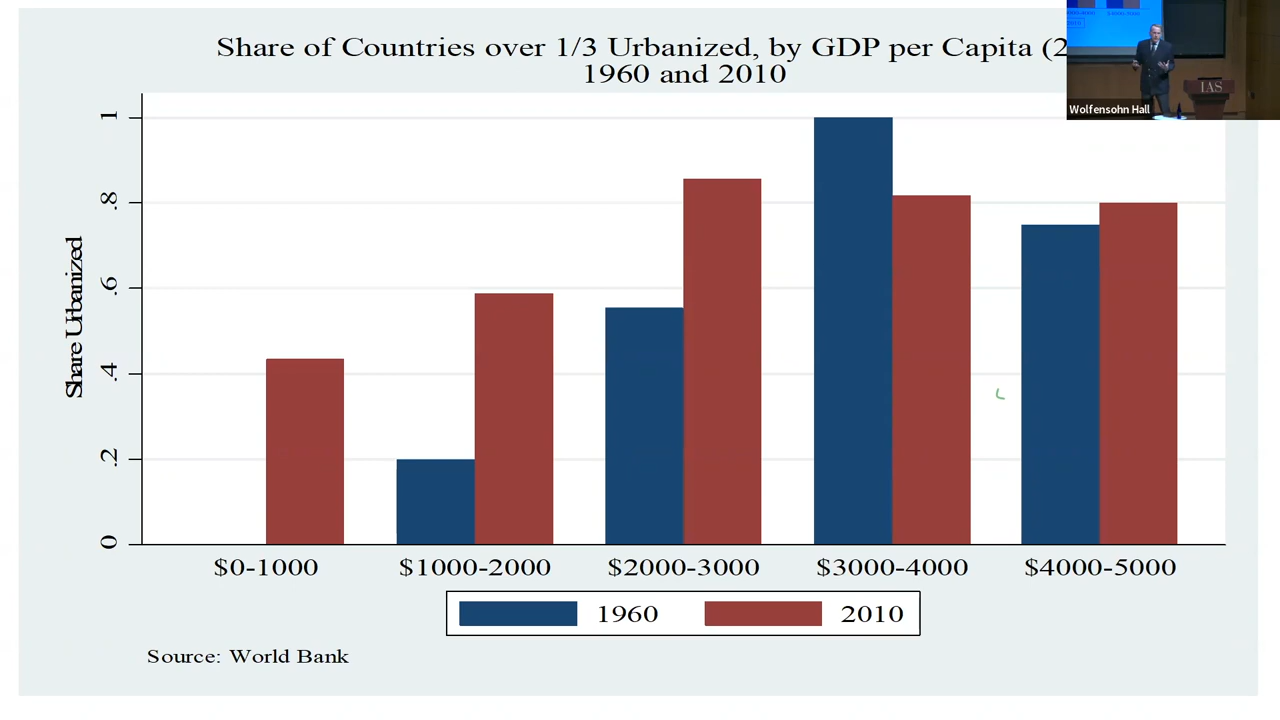 Share of Countries over 1/3 Urbanized, by GDP per Capita (2
1960 and 2010
IAS
Wolfensohn Hall
Share Urbanized
1
.8
.6
.4
.2
0
$0-1000
$1000-2000
$2000-3000
$3000-4000
$4000-5000
1960
2010
Source: World Bank